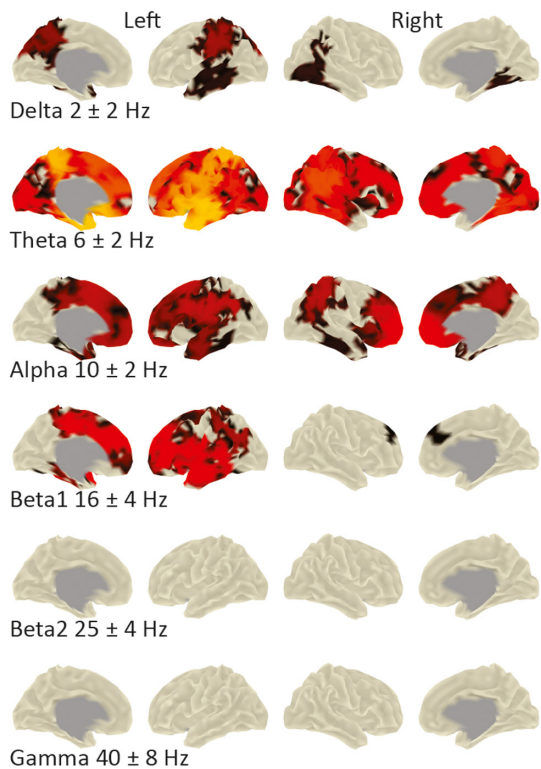 Left
Right
Delta 2 ± 2 Hz
Theta 6 ± 2 Hz
Alpha 10 ± 2 Hz
Beta1 16 ± 4 Hz
Beta2 25 ± 4 Hz
Gamma 40 ± 8 Hz